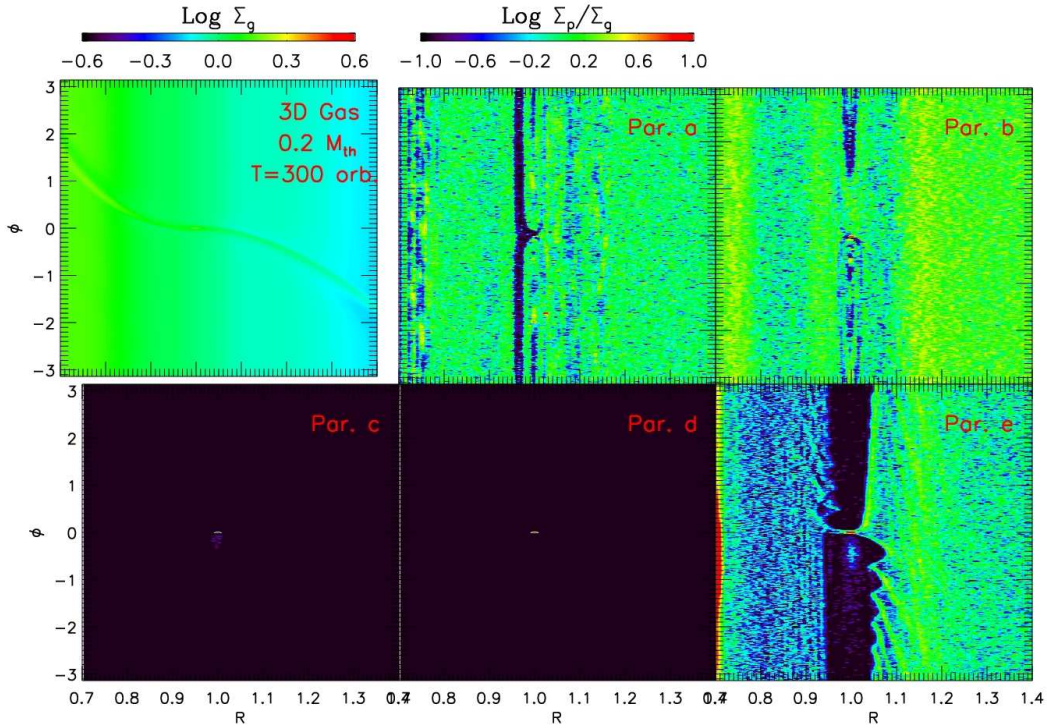 Log Σg Log Σp/Σg
−0.6 −0.3 0.0 0.3 0.6 −1.0 −0.6 −0.2 0.2 0.6 1.0
3 3D Gas Par. a Par. b
2 0.2 Mth
T=300 orb.
1
0
ϕ
−1
−2
−3
3 Par. c Par. d Par. e
2
1
0
ϕ
−1
−2
−3
0.7 0.8 0.9 1.0 1.1 1.2 1.3 0.8 0.9 1.0 1.1 1.2 1.3 0.8 0.9 1.0 1.1 1.2 1.3 1.4
R R R